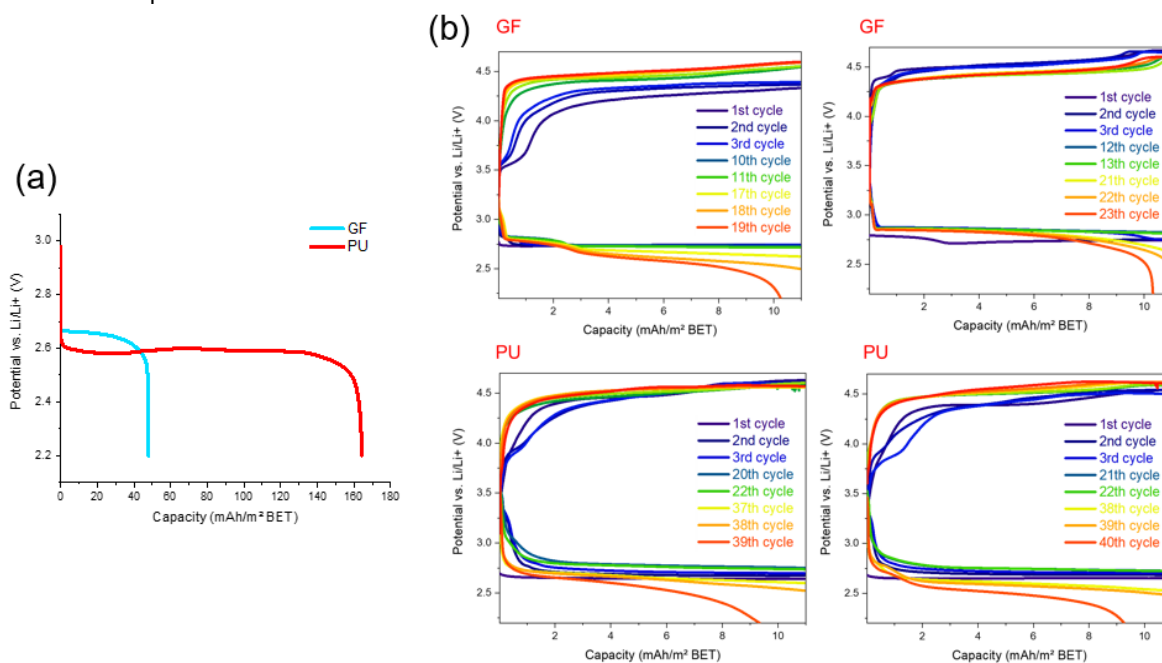 (a)
GF
PU
Potential vs. Li/Li+ (V)
3.0
2.8
2.6
2.4
2.2
0 20 40 60 80 100 120 140 160 180
Capacity (mAh/m² BET)
(b)
GF
Potential vs. Li/Li+ (V)
4.5
4.0
3.5
3.0
2.5
1st cycle
2nd cycle
3rd cycle
10th cycle
11th cycle
17th cycle
18th cycle
19th cycle
2 4 6 8 10
Capacity (mAh/m² BET)
GF
Potential vs. Li/Li+ (V)
4.5
4.0
3.5
3.0
2.5
1st cycle
2nd cycle
3rd cycle
12th cycle
13th cycle
21th cycle
22th cycle
23th cycle
2 4 6 8 10
Capacity (mAh/m² BET)
PU
Potential vs. Li/Li+ (V)
4.5
4.0
3.5
3.0
2.5
1st cycle
2nd cycle
3rd cycle
20th cycle
22th cycle
37th cycle
38th cycle
39th cycle
2 4 6 8 10
Capacity (mAh/m² BET)
PU
Potential vs. Li/Li+ (V)
4.5
4.0
3.5
3.0
2.5
1st cycle
2nd cycle
3rd cycle
21th cycle
22th cycle
38th cycle
39th cycle
40th cycle
2 4 6 8 10
Capacity (mAh/m² BET)